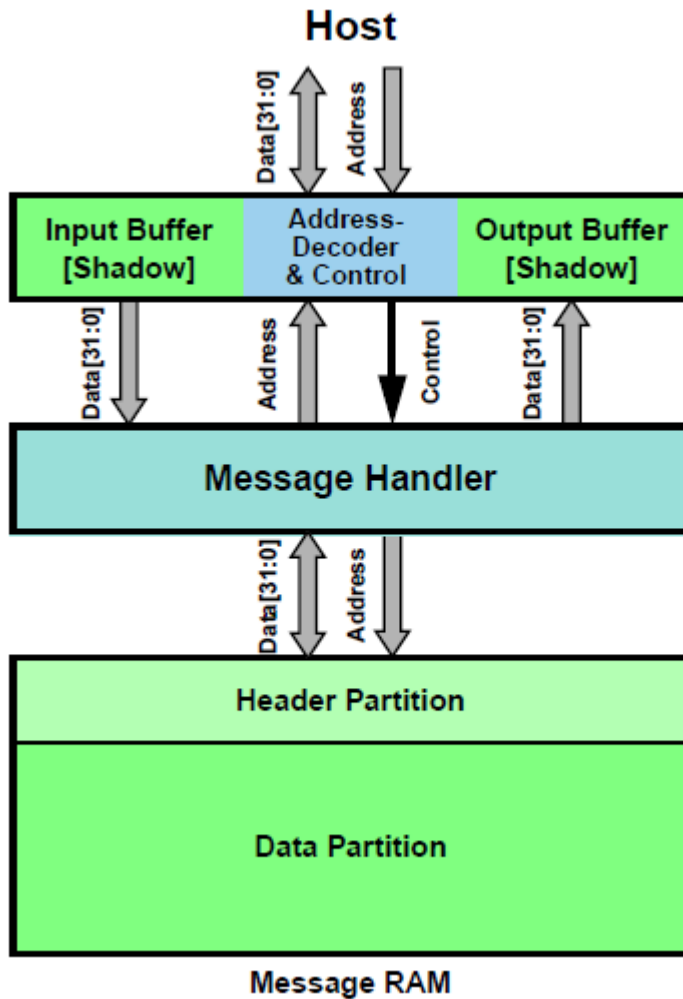 Host
Data[31:0]
Address
Input Buffer
[Shadow]
Address-
Decoder
& Control
Output Buffer
[Shadow]
Data[31:0]
Address
Control
Data[31:0]
Message Handler
Data[31:0]
Address
Header Partition
Data Partition
Message RAM